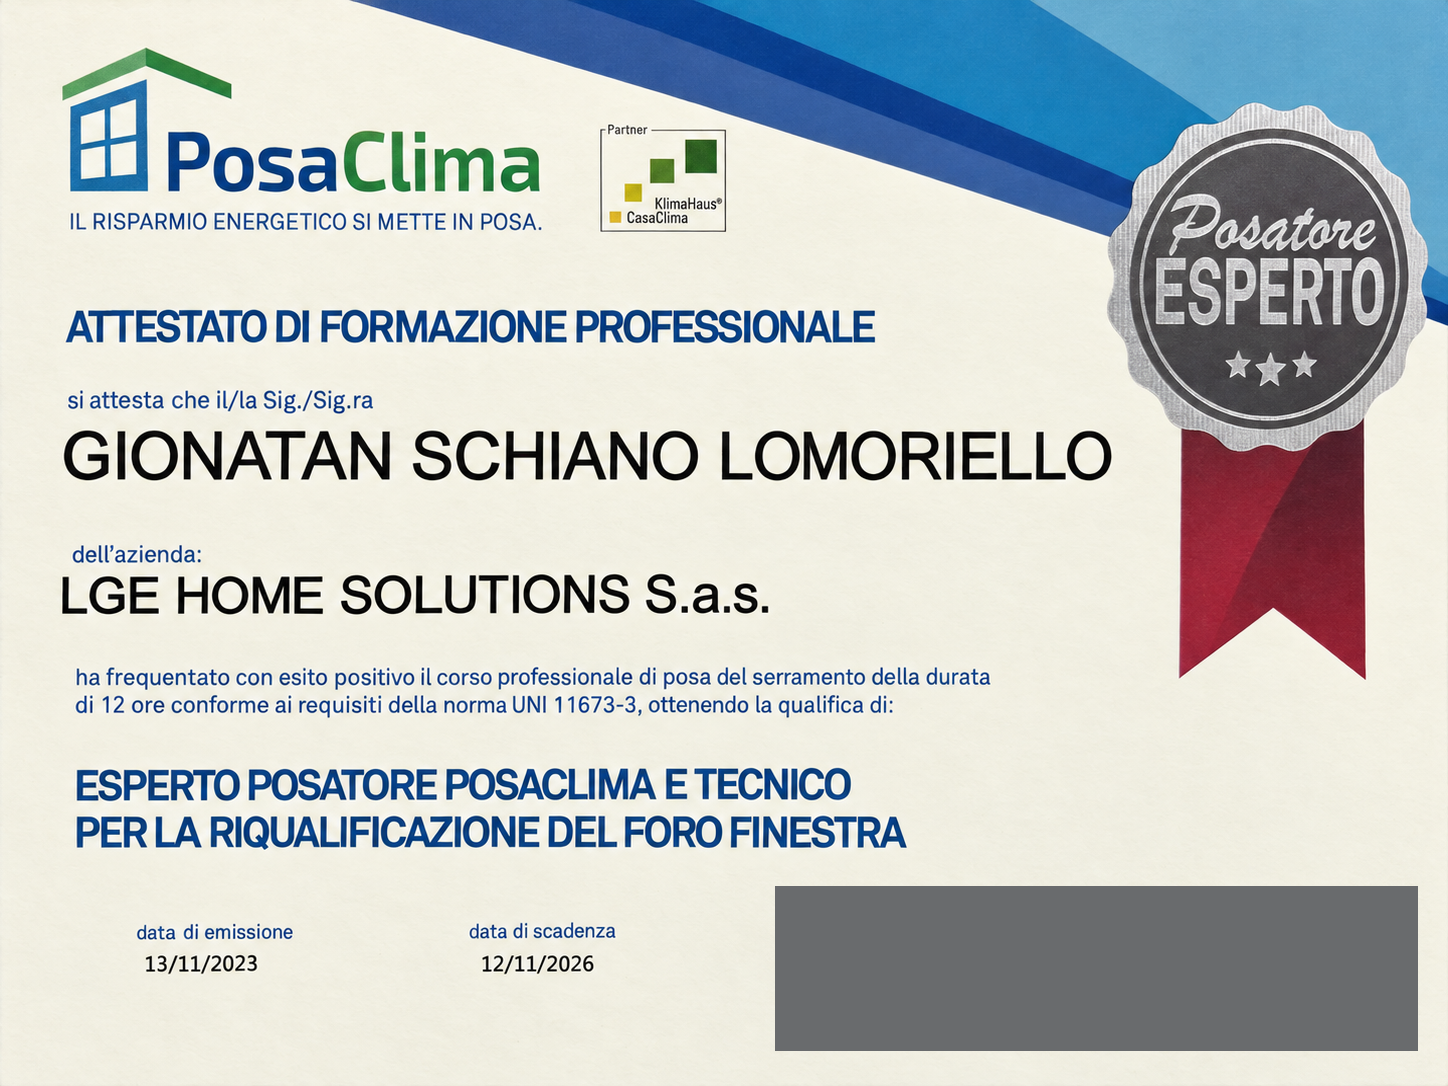 PosaClima
IL RISPARMIO ENERGETICO SI METTE IN POSA.
Partner
KlimaHaus®
CasaClima
Posatore
ESPERTO
ATTESTATO DI FORMAZIONE PROFESSIONALE
si attesta che il/la Sig./Sig.ra
GIONATAN SCHIANO LOMORIELLO
dell'azienda:
LGE HOME SOLUTIONS S.a.s.
ha frequentato con esito positivo il corso professionale di posa del serramento della durata
di 12 ore conforme ai requisiti della norma UNI 11673-3, ottenendo la qualifica di:
ESPERTO POSATORE POSACLIMA E TECNICO
PER LA RIQUALIFICAZIONE DEL FORO FINESTRA
data di emissione
13/11/2023
data di scadenza
12/11/2026